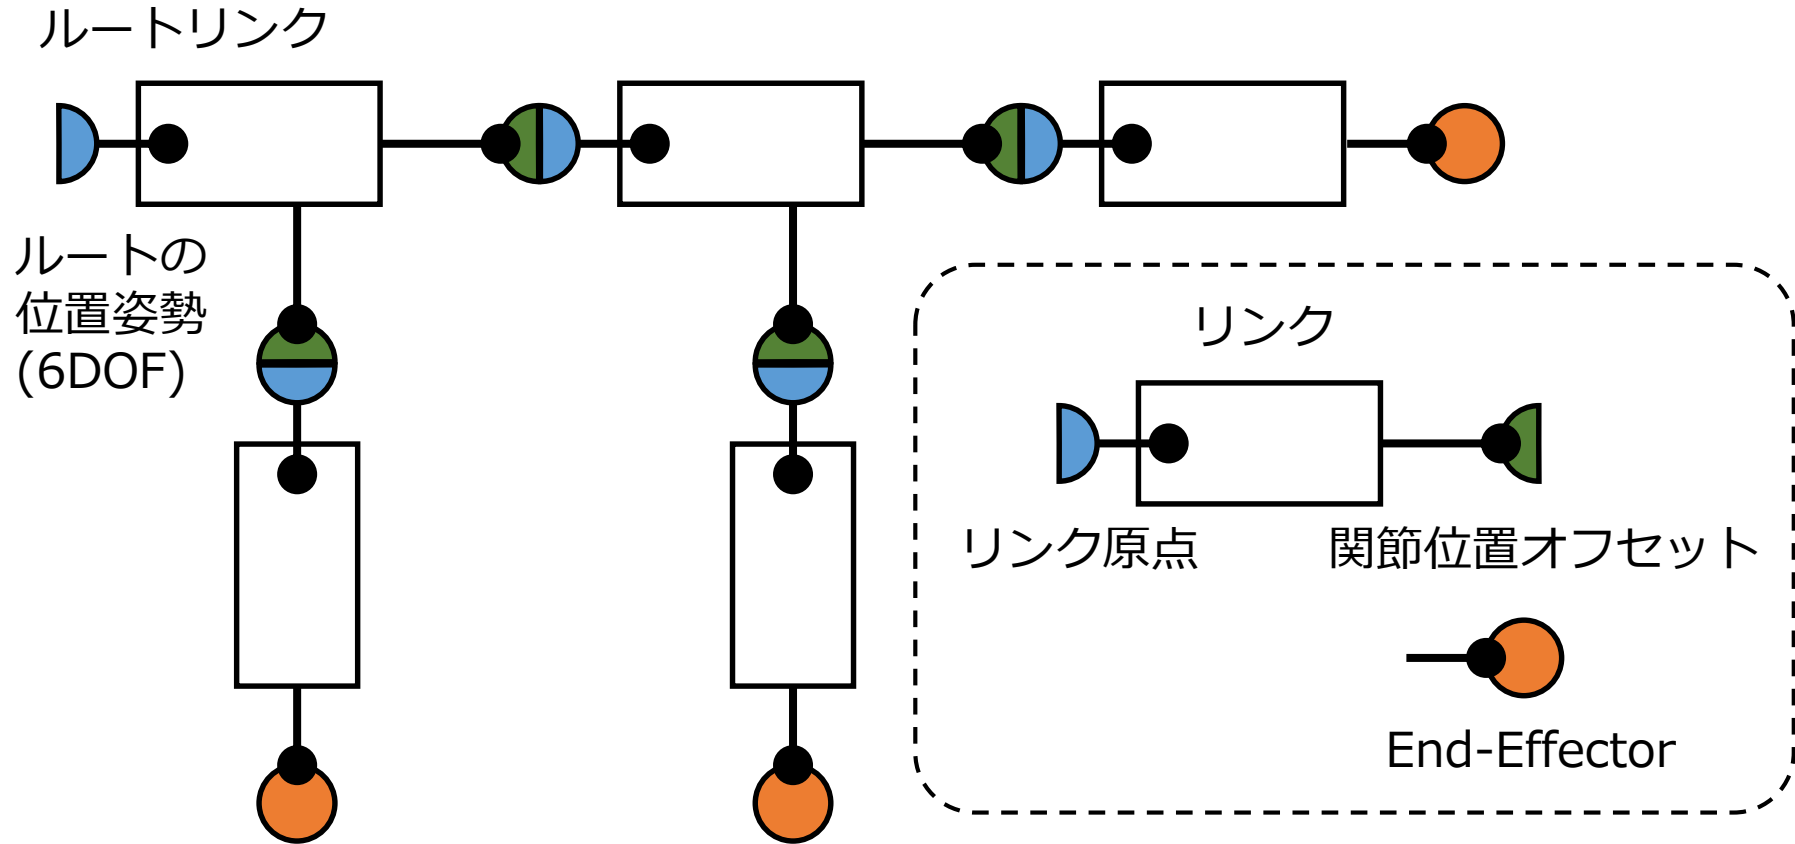 ルートリンク
ルートの
位置姿勢
(6DOF)
リンク
リンク原点
関節位置オフセット
End-Effector